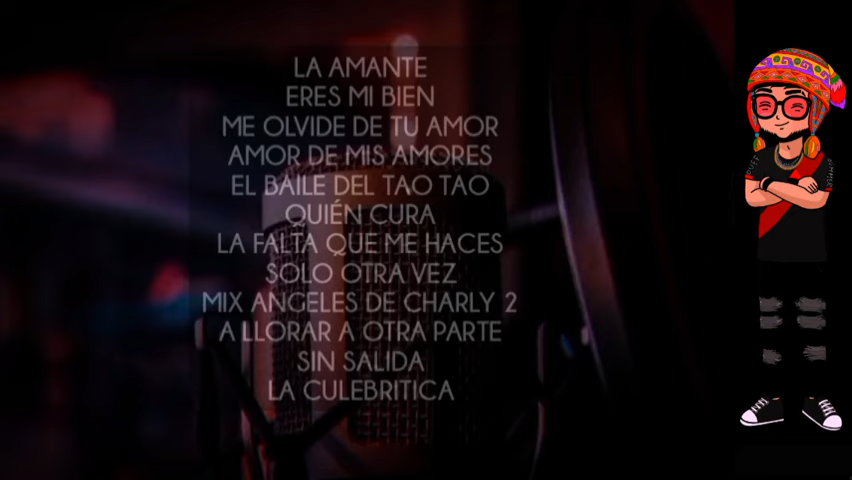 LA AMANTE
ERES MI BIEN
ME OLVIDE DE TU AMOR
AMOR DE MIS AMORES
EL BAILE DEL TAO TAO
QUIÉN CURA
LA FALTA QUE ME HACES
SOLO OTRA VEZ
MIX ANGELES DE CHARLY 2
A LLORAR A OTRA PARTE
SIN SALIDA
LA CULEBRITICA